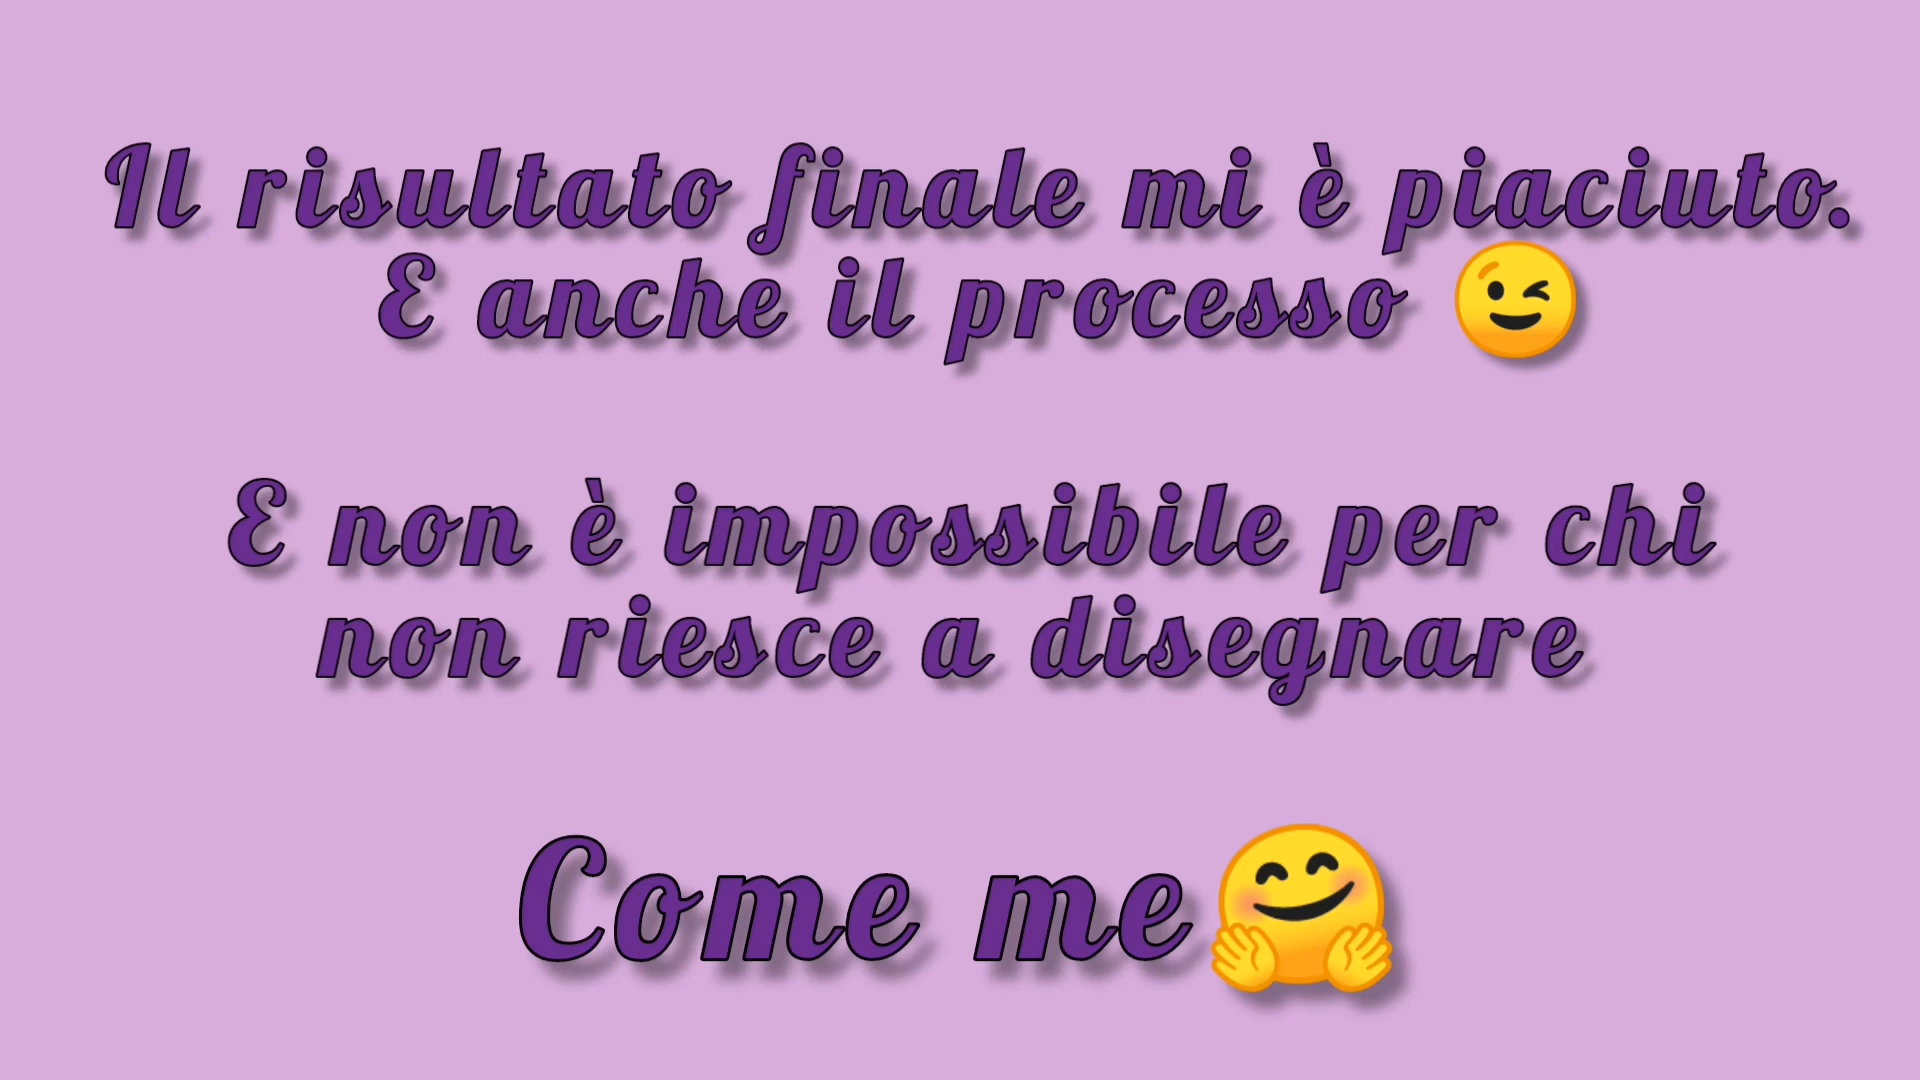 Il risultato finale mi è piaciuto.
E anche il processo 😉
E non è impossibile per chi
non riesce a disegnare
Come me🤗